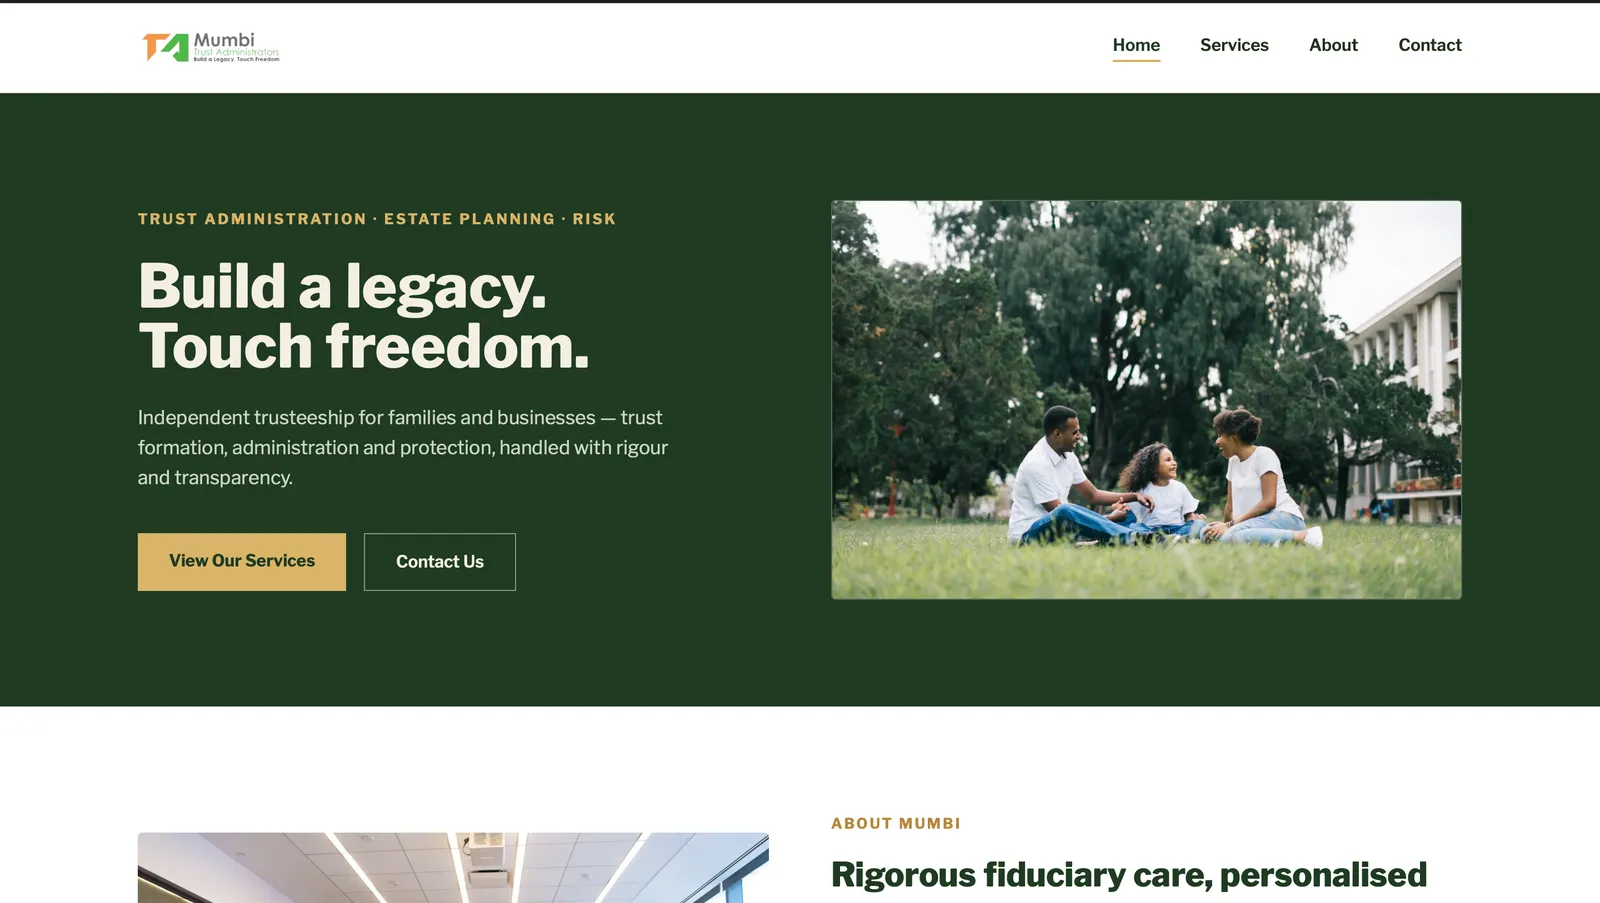 Mumbi
Trust Administrators
Build a Legacy. Touch Freedom
Home
Services
About
Contact
TRUST ADMINISTRATION · ESTATE PLANNING · RISK
Build a legacy.
Touch freedom.
Independent trusteeship for families and businesses — trust
formation, administration and protection, handled with rigour
and transparency.
View Our Services
Contact Us
ABOUT MUMBI
Rigorous fiduciary care, personalised